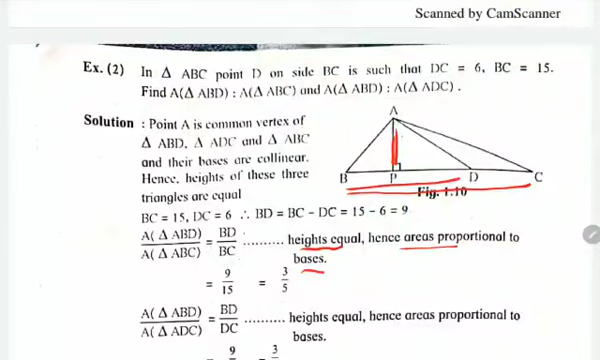 Scanned by CamScanner
Ex. (2) In Δ ABC point D on side BC is such that DC = 6, BC = 15.
Find A(Δ ABD) : A(Δ ABC) and A(Δ ABD) : A(Δ ADC) .
Solution : Point A is common vertex of
Δ ABD, Δ ADC and Δ ABC
and their bases are collinear.
Hence, heights of these three
triangles are equal
A
B P D C
Fig. 1.10
BC = 15, DC = 6 ∴ BD = BC - DC = 15 - 6 = 9
A( Δ ABD) / A( Δ ABC) = BD / BC .......... heights equal, hence areas proportional to
bases.
= 9/15 = 3/5
A( Δ ABD) / A( Δ ADC) = BD / DC .......... heights equal, hence areas proportional to
bases.
= 9 = 3